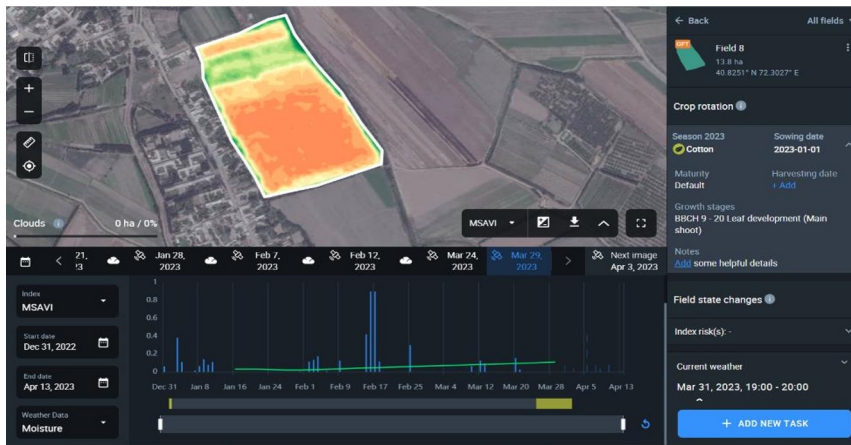 Back
All fields
OPT
Field 8
13.8 ha
40.8251° N 72.3027° E
Crop rotation
Season 2023
Sowing date
Cotton
2023-01-01
Maturity
Harvesting date
Default
+ Add
Growth stages
BBCH 9 - 20 Leaf development (Main
shoot)
Notes
Add some helpful details
Field state changes
Index risk(s): -
Current weather
Mar 31, 2023, 19:00 - 20:00
+ ADD NEW TASK
Clouds
0 ha / 0%
MSAVI
21,
Jan 28,
2023
Feb 7,
2023
Feb 12,
2023
Mar 24,
2023
Mar 29,
2023
Next image
Apr 3, 2023
Index
MSAVI
Start date
Dec 31, 2022
End date
Apr 13, 2023
Weather Data
Moisture
1
0.8
0.6
0.4
0.2
0
Dec 31 Jan 8 Jan 16 Jan 24 Feb 1 Feb 9 Feb 17 Feb 25 Mar 4 Mar 12 Mar 20 Mar 28 Apr 5 Apr 13